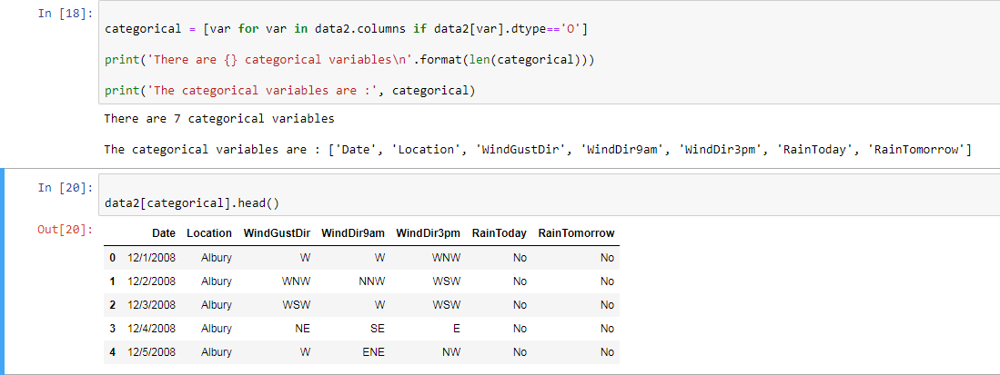 In [18]:
categorical = [var for var in data2.columns if data2[var].dtype=='O']
print('There are {} categorical variables\n'.format(len(categorical)))
print('The categorical variables are :', categorical)
There are 7 categorical variables
The categorical variables are : ['Date', 'Location', 'WindGustDir', 'WindDir9am', 'WindDir3pm', 'RainToday', 'RainTomorrow']
In [20]:
data2[categorical].head()
Out[20]:
Date Location WindGustDir WindDir9am WindDir3pm RainToday RainTomorrow
0 12/1/2008 Albury W W WNW No No
1 12/2/2008 Albury WNW NNW WSW No No
2 12/3/2008 Albury WSW W WSW No No
3 12/4/2008 Albury NE SE E No No
4 12/5/2008 Albury W ENE NW No No